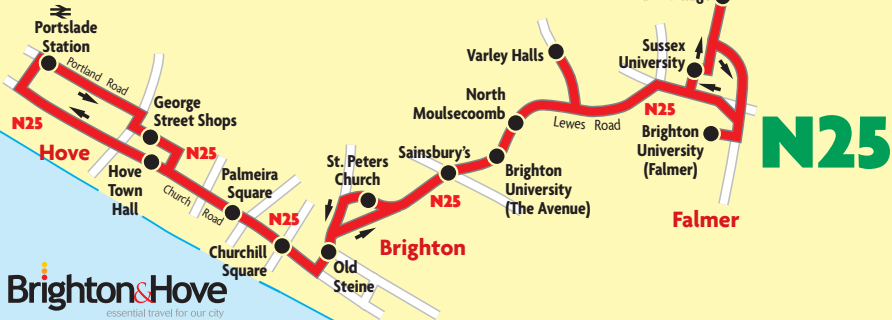 Portslade
Station
Portland Road
N25
Hove
George
Street Shops
N25
Hove
Town
Hall
Church Road
Palmeira
Square
N25
Churchill
Square
St. Peters
Church
Old
Steine
Brighton
Sainsbury's
N25
Brighton
University
(The Avenue)
North
Moulsecoomb
Varley Halls
Lewes Road
Sussex
University
N25
Brighton
University
(Falmer)
Falmer
N25
Brighton&Hove
essential travel for our city